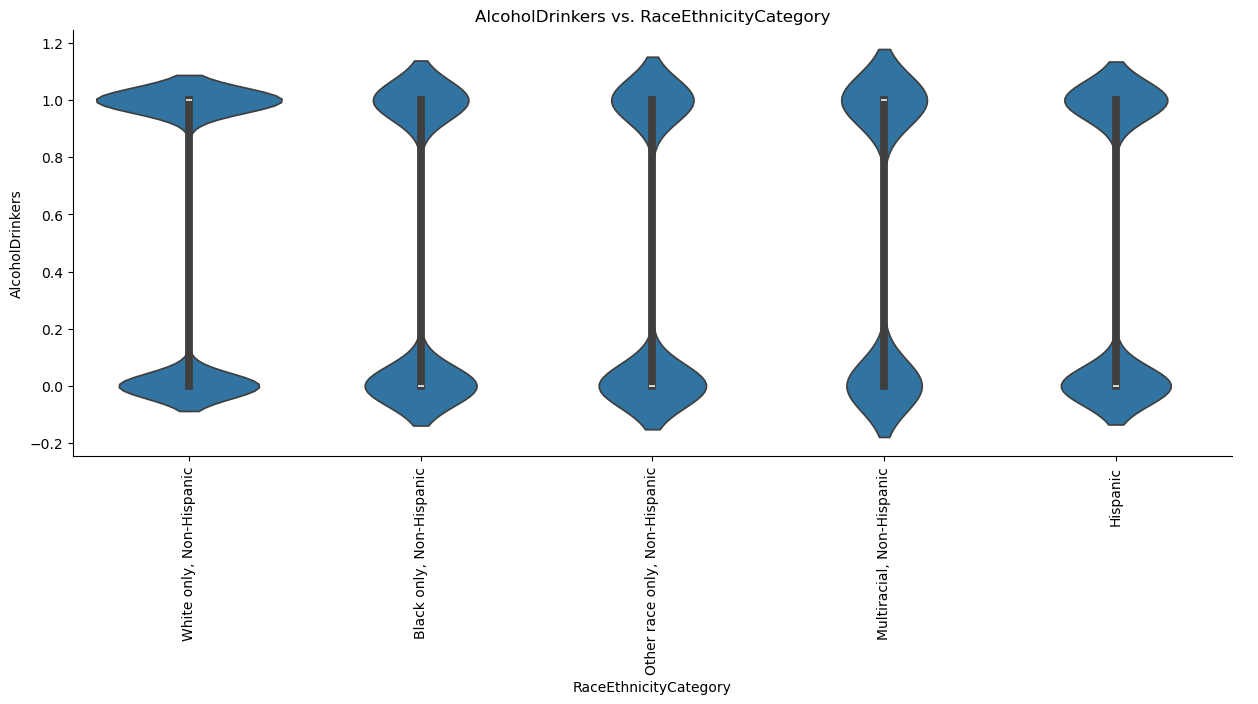 AlcoholDrinkers vs. RaceEthnicityCategory
1.2
1.0
0.8
0.6
0.4
0.2
0.0
−0.2
AlcoholDrinkers
White only, Non-Hispanic
Black only, Non-Hispanic
Other race only, Non-Hispanic
Multiracial, Non-Hispanic
Hispanic
RaceEthnicityCategory